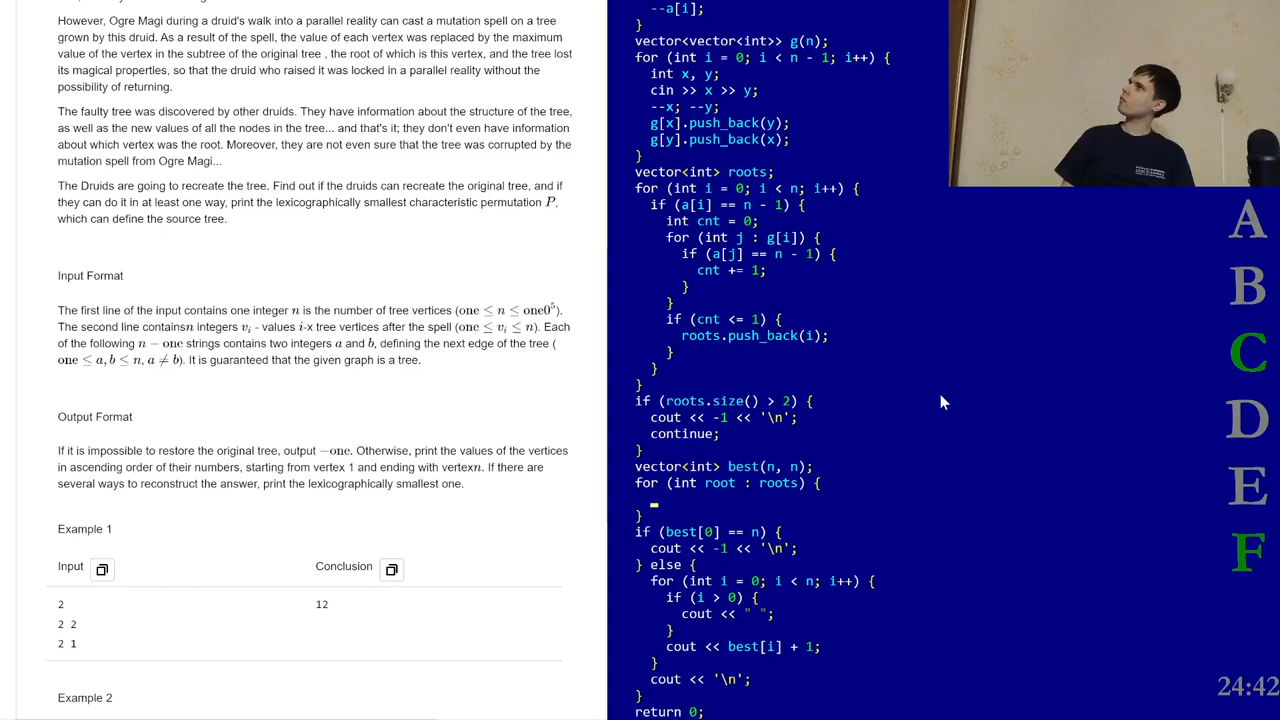 However, Ogre Magi during a druid's walk into a parallel reality can cast a mutation spell on a tree
grown by this druid. As a result of the spell, the value of each vertex was replaced by the maximum
value of the vertex in the subtree of the original tree , the root of which is this vertex, and the tree lost
its magical properties, so that the druid who raised it was locked in a parallel reality without the
possibility of returning.
The faulty tree was discovered by other druids. They have information about the structure of the tree,
as well as the new values of all the nodes in the tree... and that's it; they don't even have information
about which vertex was the root. Moreover, they are not even sure that the tree was corrupted by the
mutation spell from Ogre Magi...
The Druids are going to recreate the tree. Find out if the druids can recreate the original tree, and if
they can do it in at least one way, print the lexicographically smallest characteristic permutation P,
which can define the source tree.
Input Format
The first line of the input contains one integer n is the number of tree vertices (one ≤ n ≤ one0⁵).
The second line containsn integers vᵢ - values i-x tree vertices after the spell (one ≤ vᵢ ≤ n). Each
of the following n − one strings contains two integers a and b, defining the next edge of the tree (
one ≤ a, b ≤ n, a ≠ b). It is guaranteed that the given graph is a tree.
Output Format
If it is impossible to restore the original tree, output −one. Otherwise, print the values of the vertices
in ascending order of their numbers, starting from vertex 1 and ending with vertexn. If there are
several ways to reconstruct the answer, print the lexicographically smallest one.
Example 1
Input Conclusion
2 12
2 2
2 1
Example 2
--a[i];
}
vector<vector<int>> g(n);
for (int i = 0; i < n - 1; i++) {
int x, y;
cin >> x >> y;
--x; --y;
g[x].push_back(y);
g[y].push_back(x);
}
vector<int> roots;
for (int i = 0; i < n; i++) {
if (a[i] == n - 1) {
int cnt = 0;
for (int j : g[i]) {
if (a[j] == n - 1) {
cnt += 1;
}
}
if (cnt <= 1) {
roots.push_back(i);
}
}
}
if (roots.size() > 2) {
cout << -1 << '\n';
continue;
}
vector<int> best(n, n);
for (int root : roots) {
}
if (best[0] == n) {
cout << -1 << '\n';
} else {
for (int i = 0; i < n; i++) {
if (i > 0) {
cout << " ";
}
cout << best[i] + 1;
}
cout << '\n';
}
return 0;
A
B
C
D
E
F
24:42